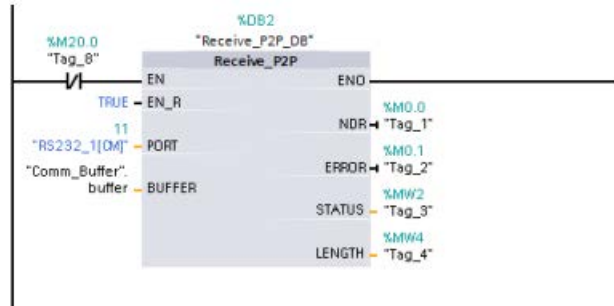 %DB2
"Receive_P2P_DB"
%M20.0
"Tag_8"
Receive_P2P
EN
ENO
TRUE
EN_R
%M0.0
NDR
"Tag_1"
11
"RS232_1[CM]"
PORT
%M0.1
ERROR
"Tag_2"
"Comm_Buffer".
buffer
BUFFER
%MW2
STATUS
"Tag_3"
%MW4
LENGTH
"Tag_4"